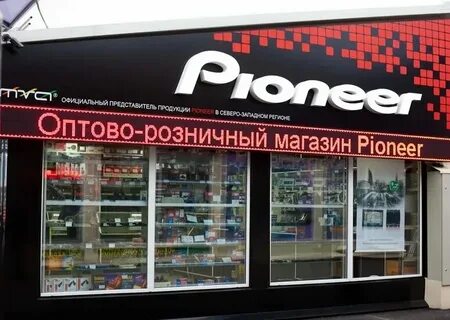 Pioneer
ОФИЦИАЛЬНЫЙ ПРЕДСТАВИТЕЛЬ ПРОДУКЦИИ PIONEER В СЕВЕРО-ЗАПАДНОМ РЕГИОНЕ
Оптово-розничный магазин Pioneer